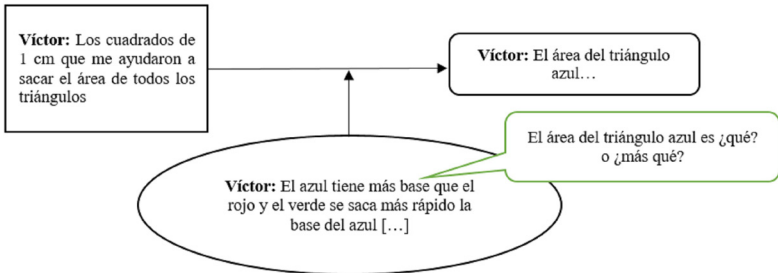 Víctor: Los cuadrados de
1 cm que me ayudaron a
sacar el área de todos los
triángulos
Víctor: El área del triángulo
azul…
El área del triángulo azul es ¿qué?
o ¿más qué?
Víctor: El azul tiene más base que el
rojo y el verde se saca más rápido la
base del azul […]